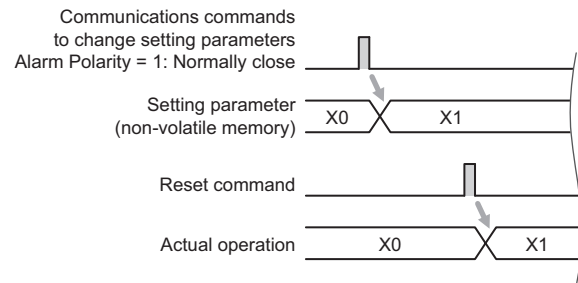 Communications commands
to change setting parameters
Alarm Polarity = 1: Normally close
Setting parameter
(non-volatile memory)
X0
X1
Reset command
Actual operation
X0
X1